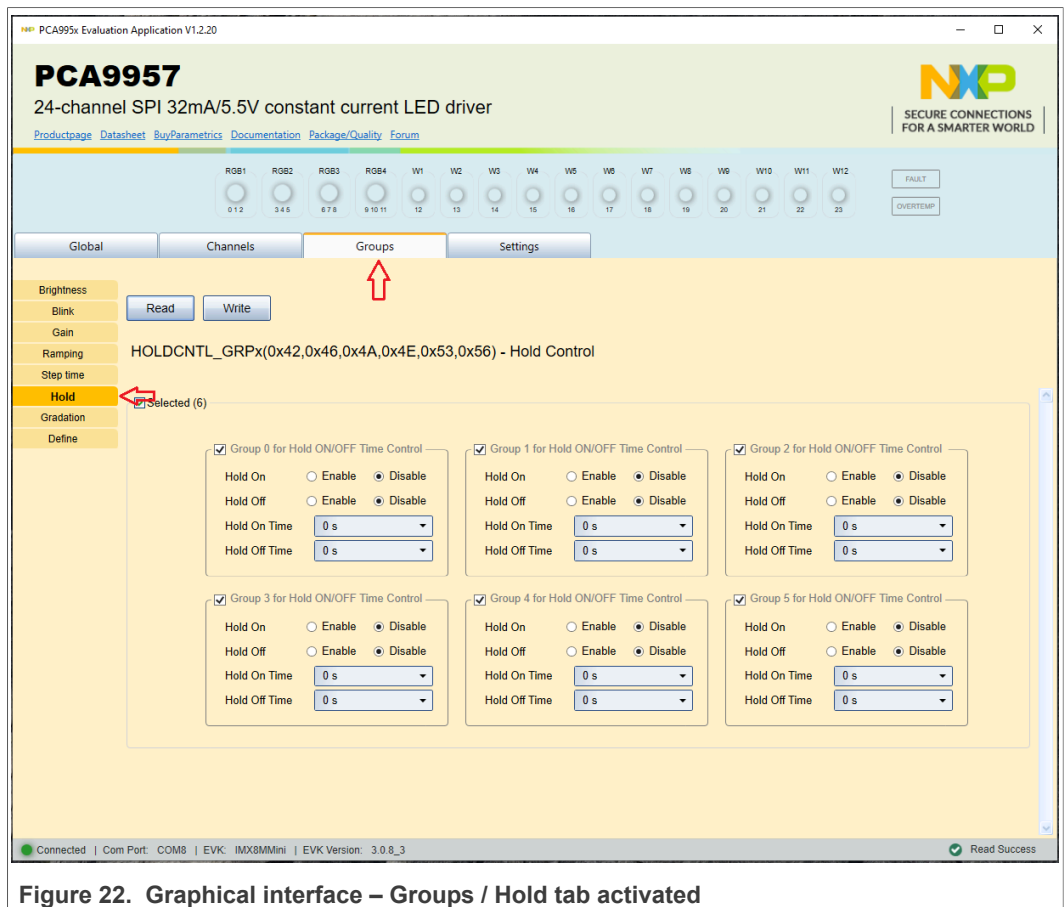 PCA995x Evaluation Application V1.2.20
PCA9957
24-channel SPI 32mA/5.5V constant current LED driver
Productpage Datasheet BuyParametrics Documentation Package/Quality Forum
NXP
SECURE CONNECTIONS
FOR A SMARTER WORLD
RGB1 RGB2 RGB3 RGB4 W1 W2 W3 W4 W5 W6 W7 W8 W9 W10 W11 W12
0 1 2 3 4 5 6 7 8 9 10 11 12 13 14 15 16 17 18 19 20 21 22 23
FAULT
OVERTEMP
Global Channels Groups Settings
Brightness
Blink
Gain
Ramping
Step time
Hold
Gradation
Define
Read Write
HOLDCNTL_GRPx(0x42,0x46,0x4A,0x4E,0x53,0x56) - Hold Control
Selected (6)
Group 0 for Hold ON/OFF Time Control
Hold On Enable Disable
Hold Off Enable Disable
Hold On Time 0 s
Hold Off Time 0 s
Group 1 for Hold ON/OFF Time Control
Hold On Enable Disable
Hold Off Enable Disable
Hold On Time 0 s
Hold Off Time 0 s
Group 2 for Hold ON/OFF Time Control
Hold On Enable Disable
Hold Off Enable Disable
Hold On Time 0 s
Hold Off Time 0 s
Group 3 for Hold ON/OFF Time Control
Hold On Enable Disable
Hold Off Enable Disable
Hold On Time 0 s
Hold Off Time 0 s
Group 4 for Hold ON/OFF Time Control
Hold On Enable Disable
Hold Off Enable Disable
Hold On Time 0 s
Hold Off Time 0 s
Group 5 for Hold ON/OFF Time Control
Hold On Enable Disable
Hold Off Enable Disable
Hold On Time 0 s
Hold Off Time 0 s
Connected | Com Port: COM8 | EVK: IMX8MMini | EVK Version: 3.0.8_3
Read Success
Figure 22. Graphical interface – Groups / Hold tab activated